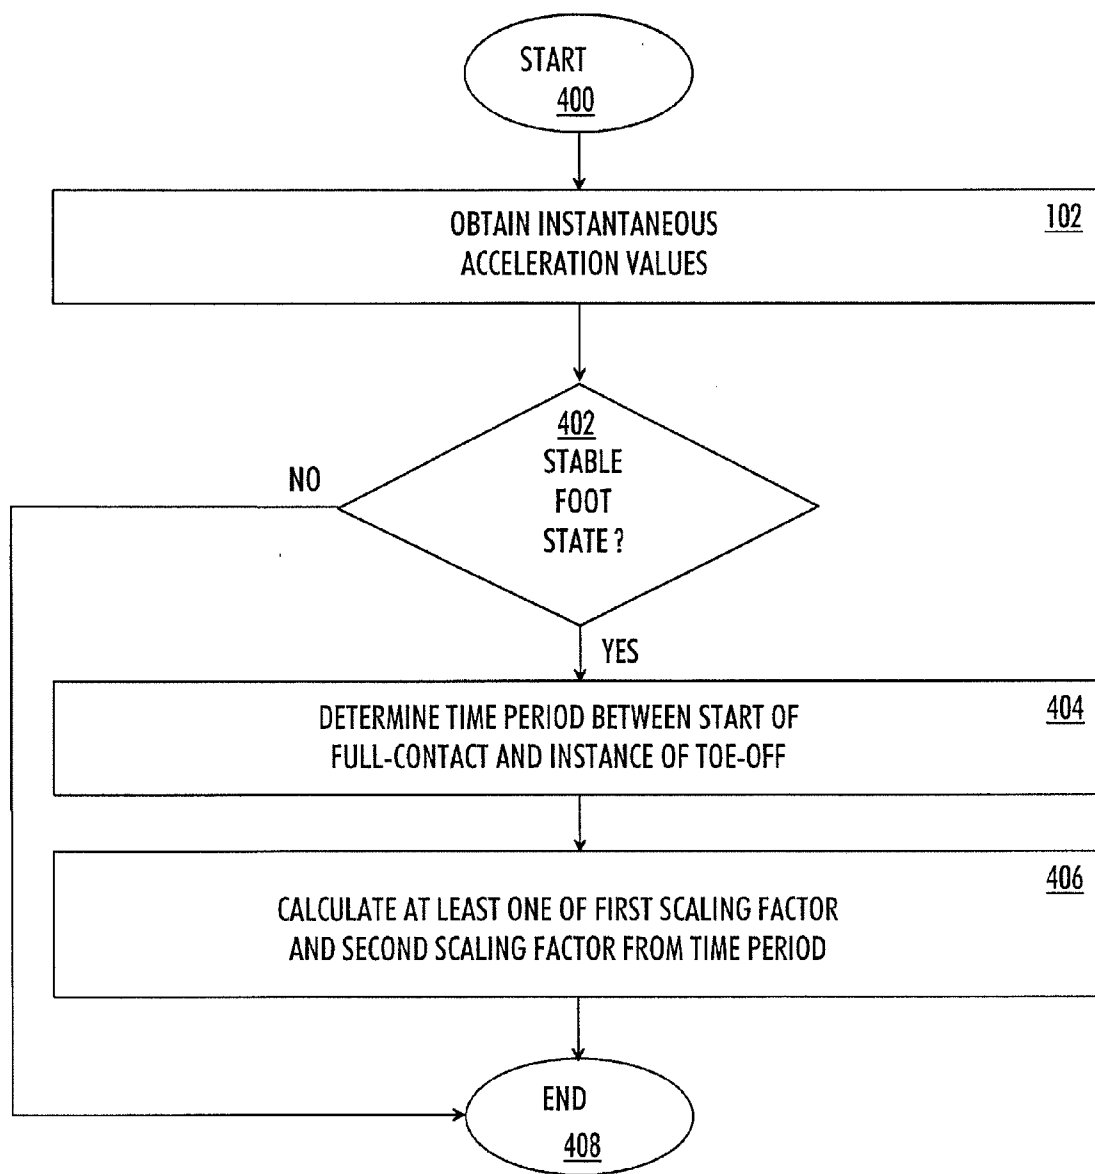 START
400
102
OBTAIN INSTANTANEOUS
ACCELERATION VALUES
402
STABLE
FOOT
STATE ?
NO
YES
404
DETERMINE TIME PERIOD BETWEEN START OF
FULL-CONTACT AND INSTANCE OF TOE-OFF
406
CALCULATE AT LEAST ONE OF FIRST SCALING FACTOR
AND SECOND SCALING FACTOR FROM TIME PERIOD
END
408